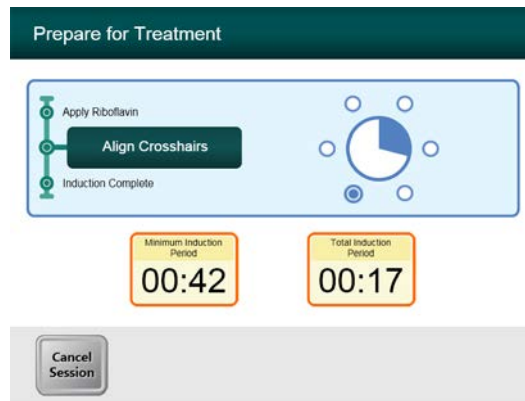 Prepare for Treatment
Apply Riboflavin
Align Crosshairs
Induction Complete
Minimum Induction
Period
00:42
Total Induction
Period
00:17
Cancel
Session